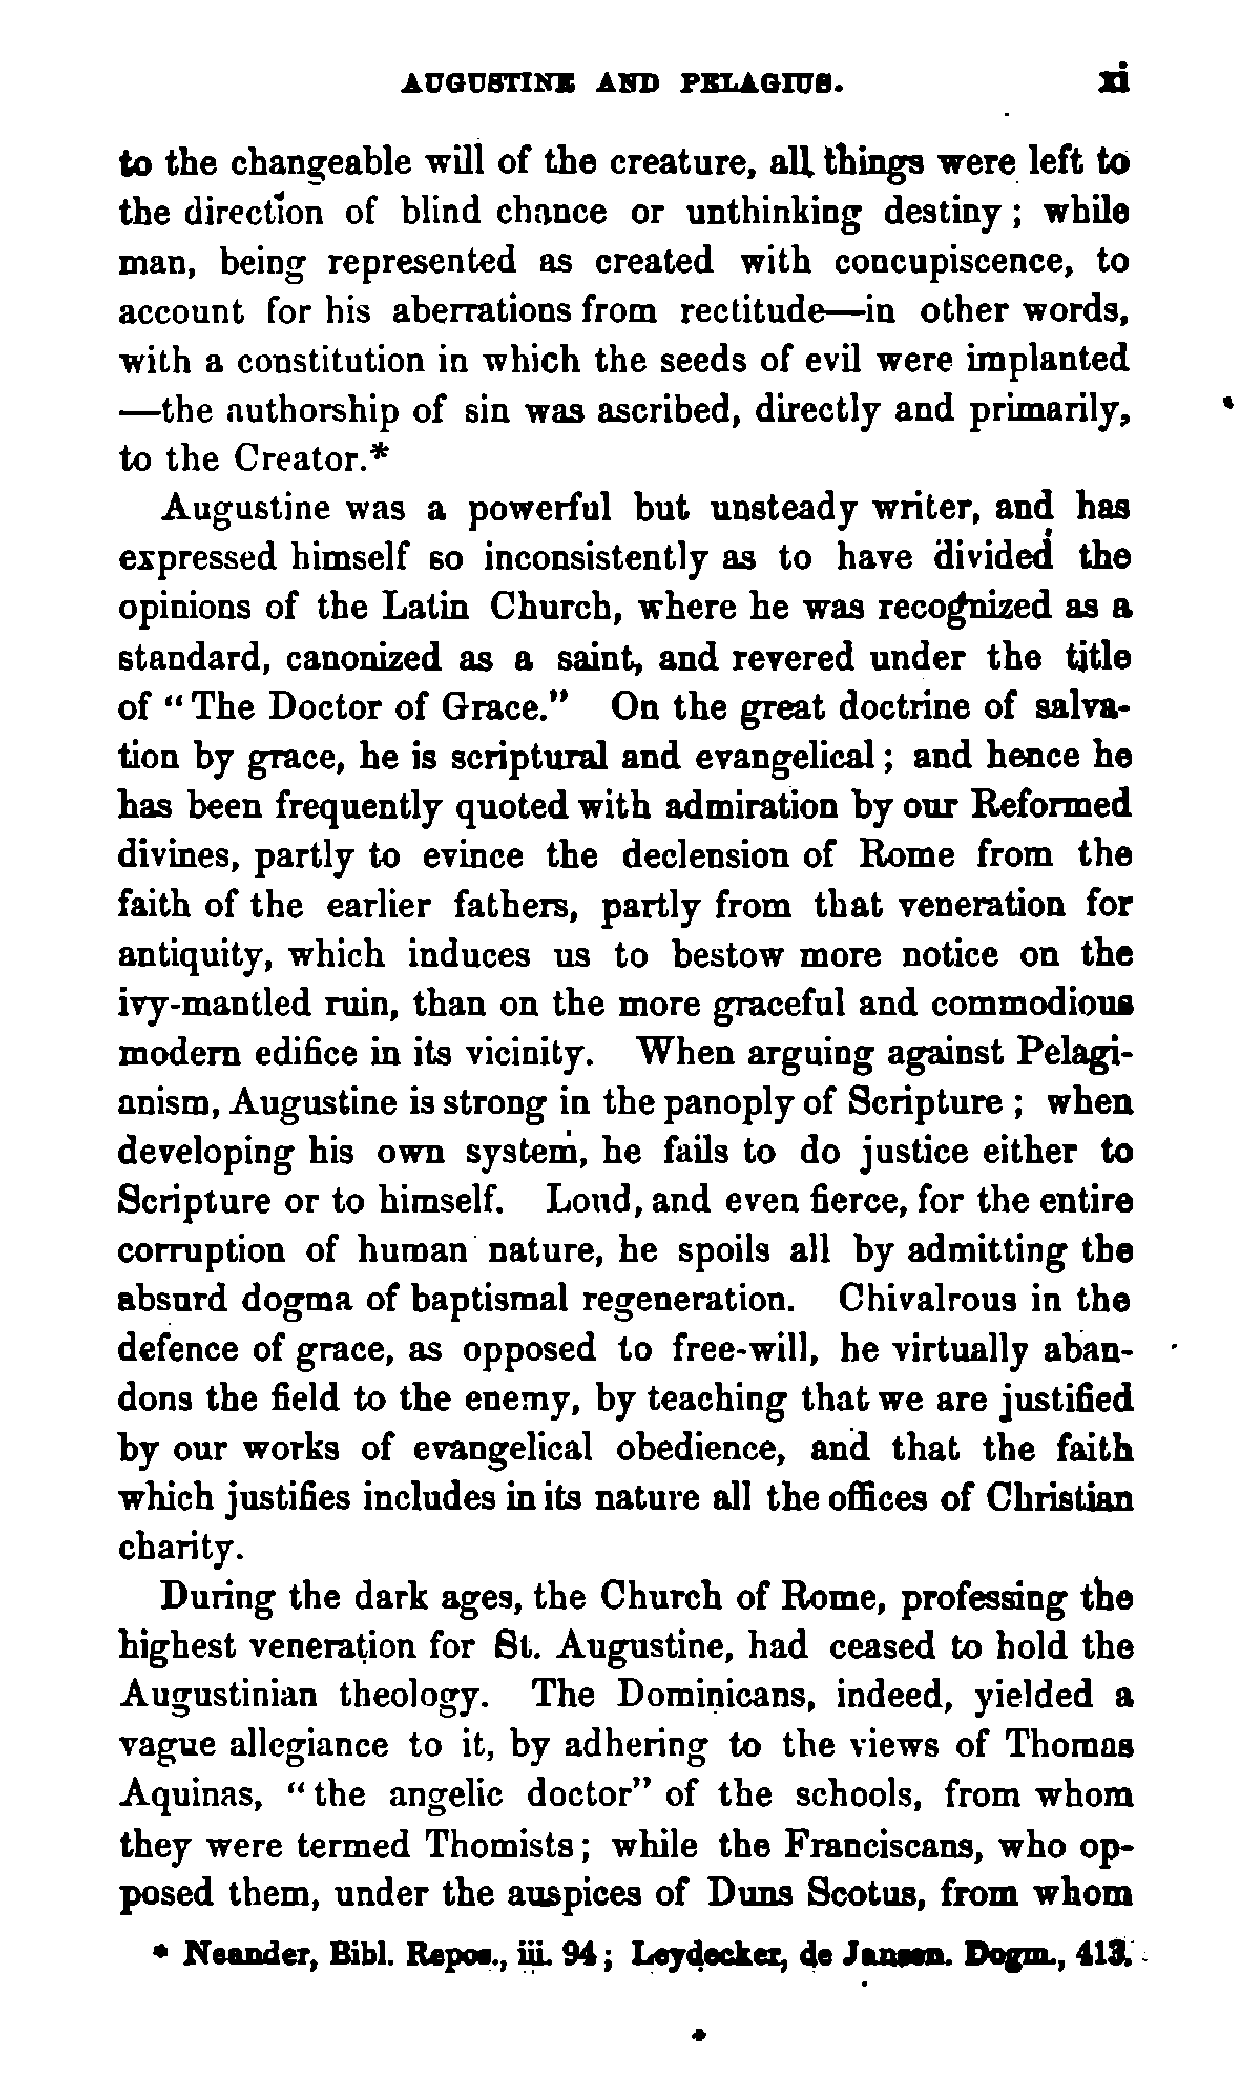 AUGUSTINE AND PELAGIUS. xi
to the changeable will of the creature, all things were left to
the direction of blind chance or unthinking destiny ; while
man, being represented as created with concupiscence, to
account for his aberrations from rectitude—in other words,
with a constitution in which the seeds of evil were implanted
—the authorship of sin was ascribed, directly and primarily,
to the Creator.*
Augustine was a powerful but unsteady writer, and has
expressed himself so inconsistently as to have divided the
opinions of the Latin Church, where he was recognized as a
standard, canonized as a saint, and revered under the title
of “ The Doctor of Grace.” On the great doctrine of salva-
tion by grace, he is scriptural and evangelical ; and hence he
has been frequently quoted with admiration by our Reformed
divines, partly to evince the declension of Rome from the
faith of the earlier fathers, partly from that veneration for
antiquity, which induces us to bestow more notice on the
ivy-mantled ruin, than on the more graceful and commodious
modern edifice in its vicinity. When arguing against Pelagi-
anism, Augustine is strong in the panoply of Scripture ; when
developing his own system, he fails to do justice either to
Scripture or to himself. Loud, and even fierce, for the entire
corruption of human nature, he spoils all by admitting the
absurd dogma of baptismal regeneration. Chivalrous in the
defence of grace, as opposed to free-will, he virtually aban-
dons the field to the enemy, by teaching that we are justified
by our works of evangelical obedience, and that the faith
which justifies includes in its nature all the offices of Christian
charity.
During the dark ages, the Church of Rome, professing the
highest veneration for St. Augustine, had ceased to hold the
Augustinian theology. The Dominicans, indeed, yielded a
vague allegiance to it, by adhering to the views of Thomas
Aquinas, “ the angelic doctor” of the schools, from whom
they were termed Thomists ; while the Franciscans, who op-
posed them, under the auspices of Duns Scotus, from whom
* Neander, Bibl. Repos., iii. 94 ; Leydecker, de Jansen. Dogm., 413.